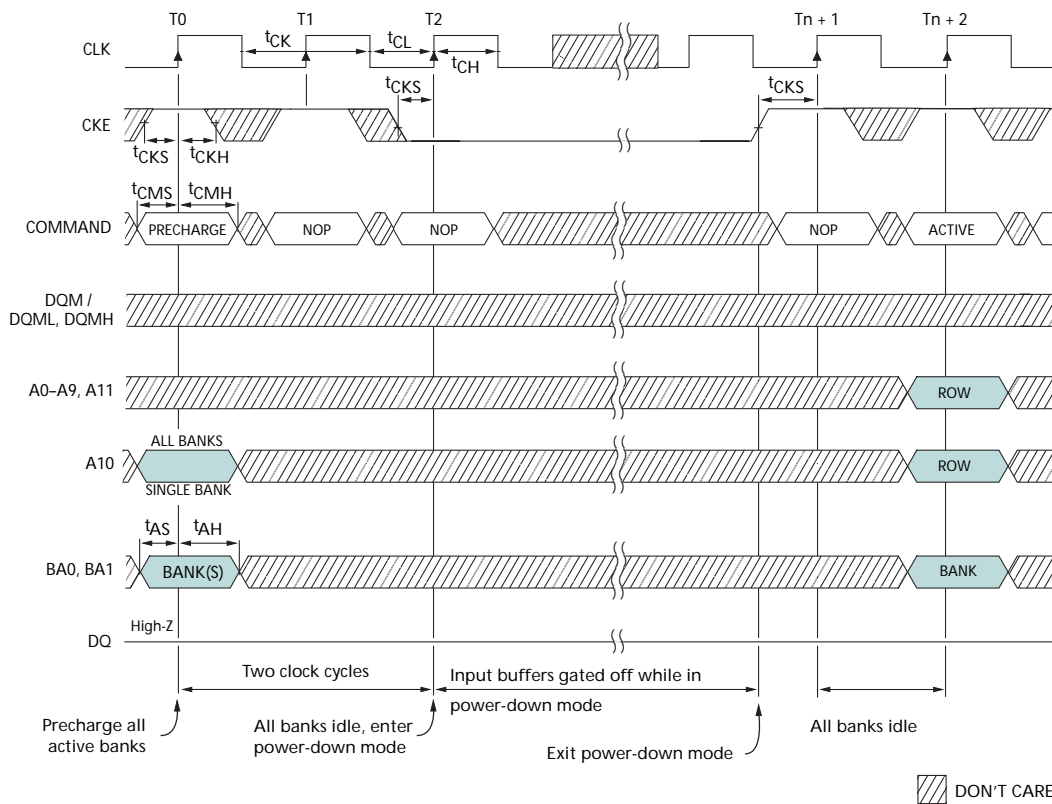 T0 T1 T2 Tn + 1 Tn + 2
CLK
tCK tCL
tCH
tCKS tCKS
CKE
tCKS tCKH
tCMS tCMH
COMMAND PRECHARGE NOP NOP NOP ACTIVE
DQM /
DQML, DQMH
A0–A9, A11 ROW
ALL BANKS
A10 ROW
SINGLE BANK
tAS tAH
BA0, BA1 BANK(S) BANK
High-Z
DQ
Two clock cycles
Input buffers gated off while in
power-down mode
Precharge all
active banks
All banks idle, enter
power-down mode
Exit power-down mode
All banks idle
DON'T CARE